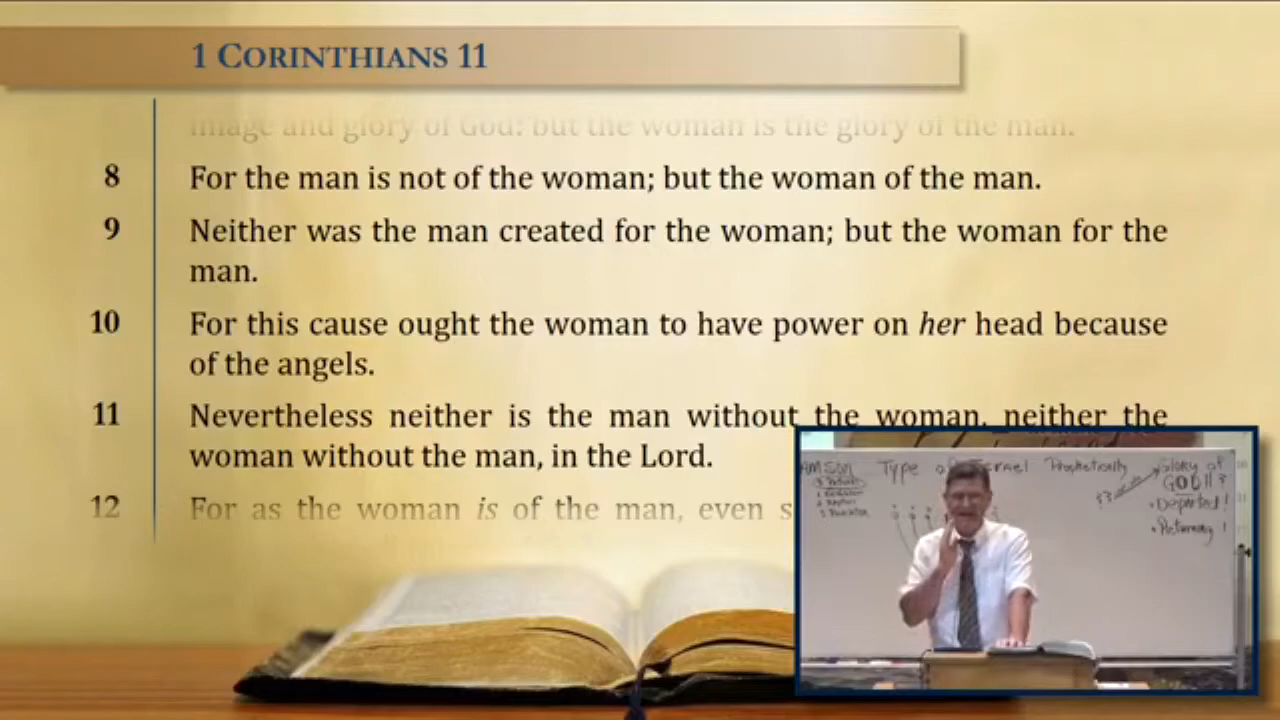 1 CORINTHIANS 11
image and glory of God: but the woman is the glory of the man.
8 For the man is not of the woman; but the woman of the man.
9 Neither was the man created for the woman; but the woman for the
man.
10 For this cause ought the woman to have power on her head because
of the angels.
11 Nevertheless neither is the man without the woman, neither the
woman without the man, in the Lord.
12 For as the woman is of the man, even s
Type of Israel Prophetically
Glory of
GOD!!
Departed!
Returning!